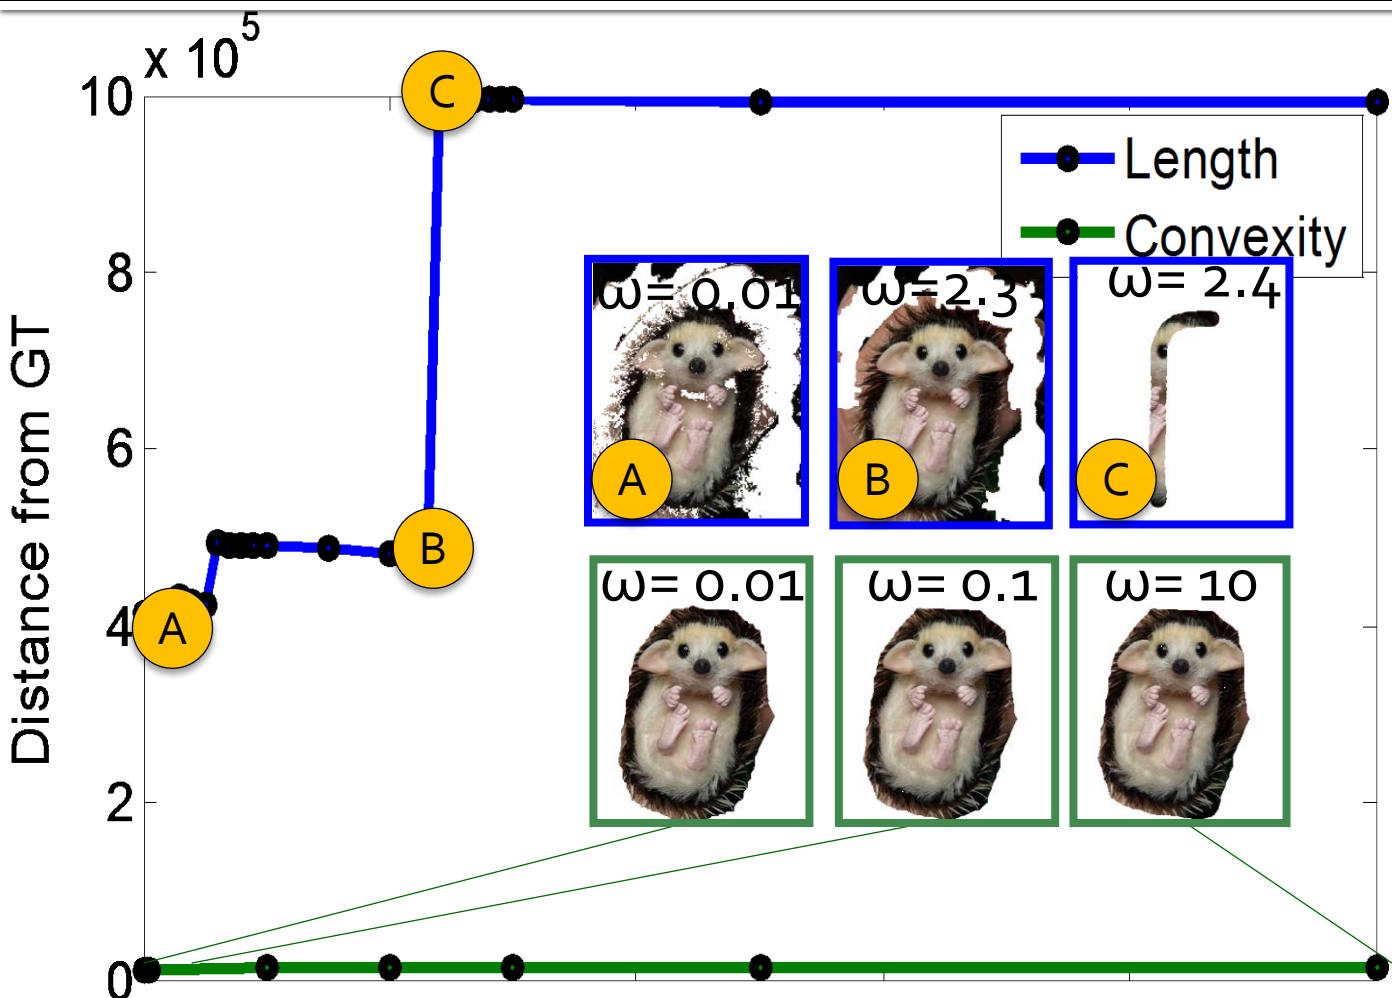 x 10^5
10
8
6
4
2
0
Distance from GT
Length
Convexity
C
B
A
ω= 0.01
ω=2.3
ω= 2.4
A
B
C
ω= 0.01
ω= 0.1
ω= 10